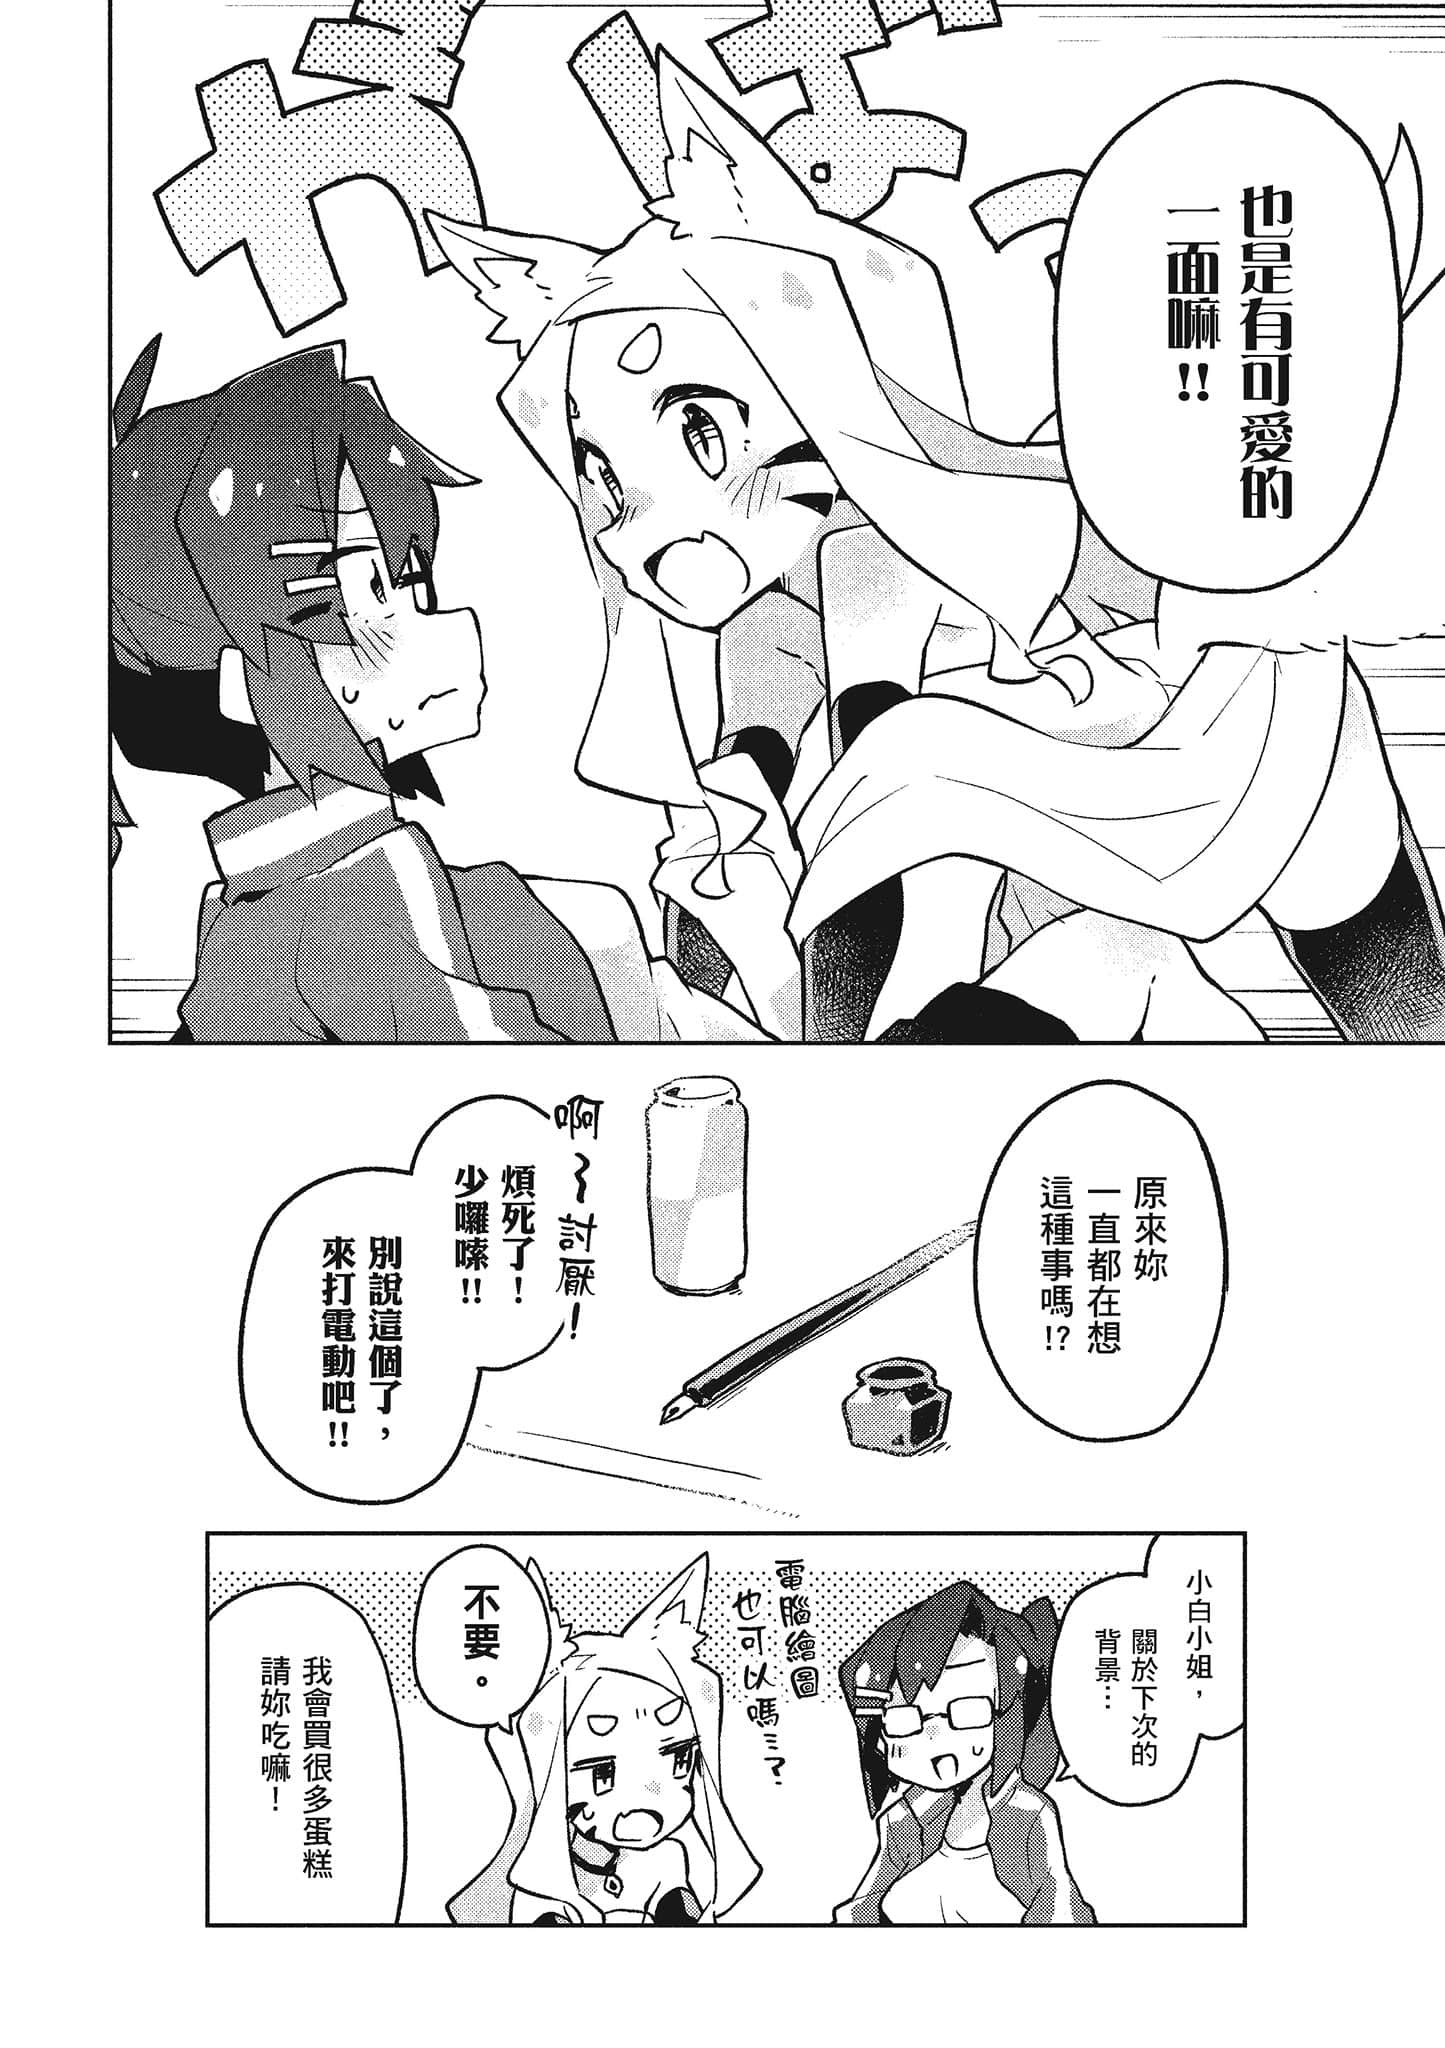 也是有可愛的
一面嘛!!
原來妳
一直都在想
這種事嗎!?
啊～討厭！
煩死了！
少囉嗦!!
別說這個了，
來打電動吧!!
小白小姐，
關於下次的
背景…
電腦繪圖
也可以嗎…？
不要。
我會買很多蛋糕
請妳吃嘛！